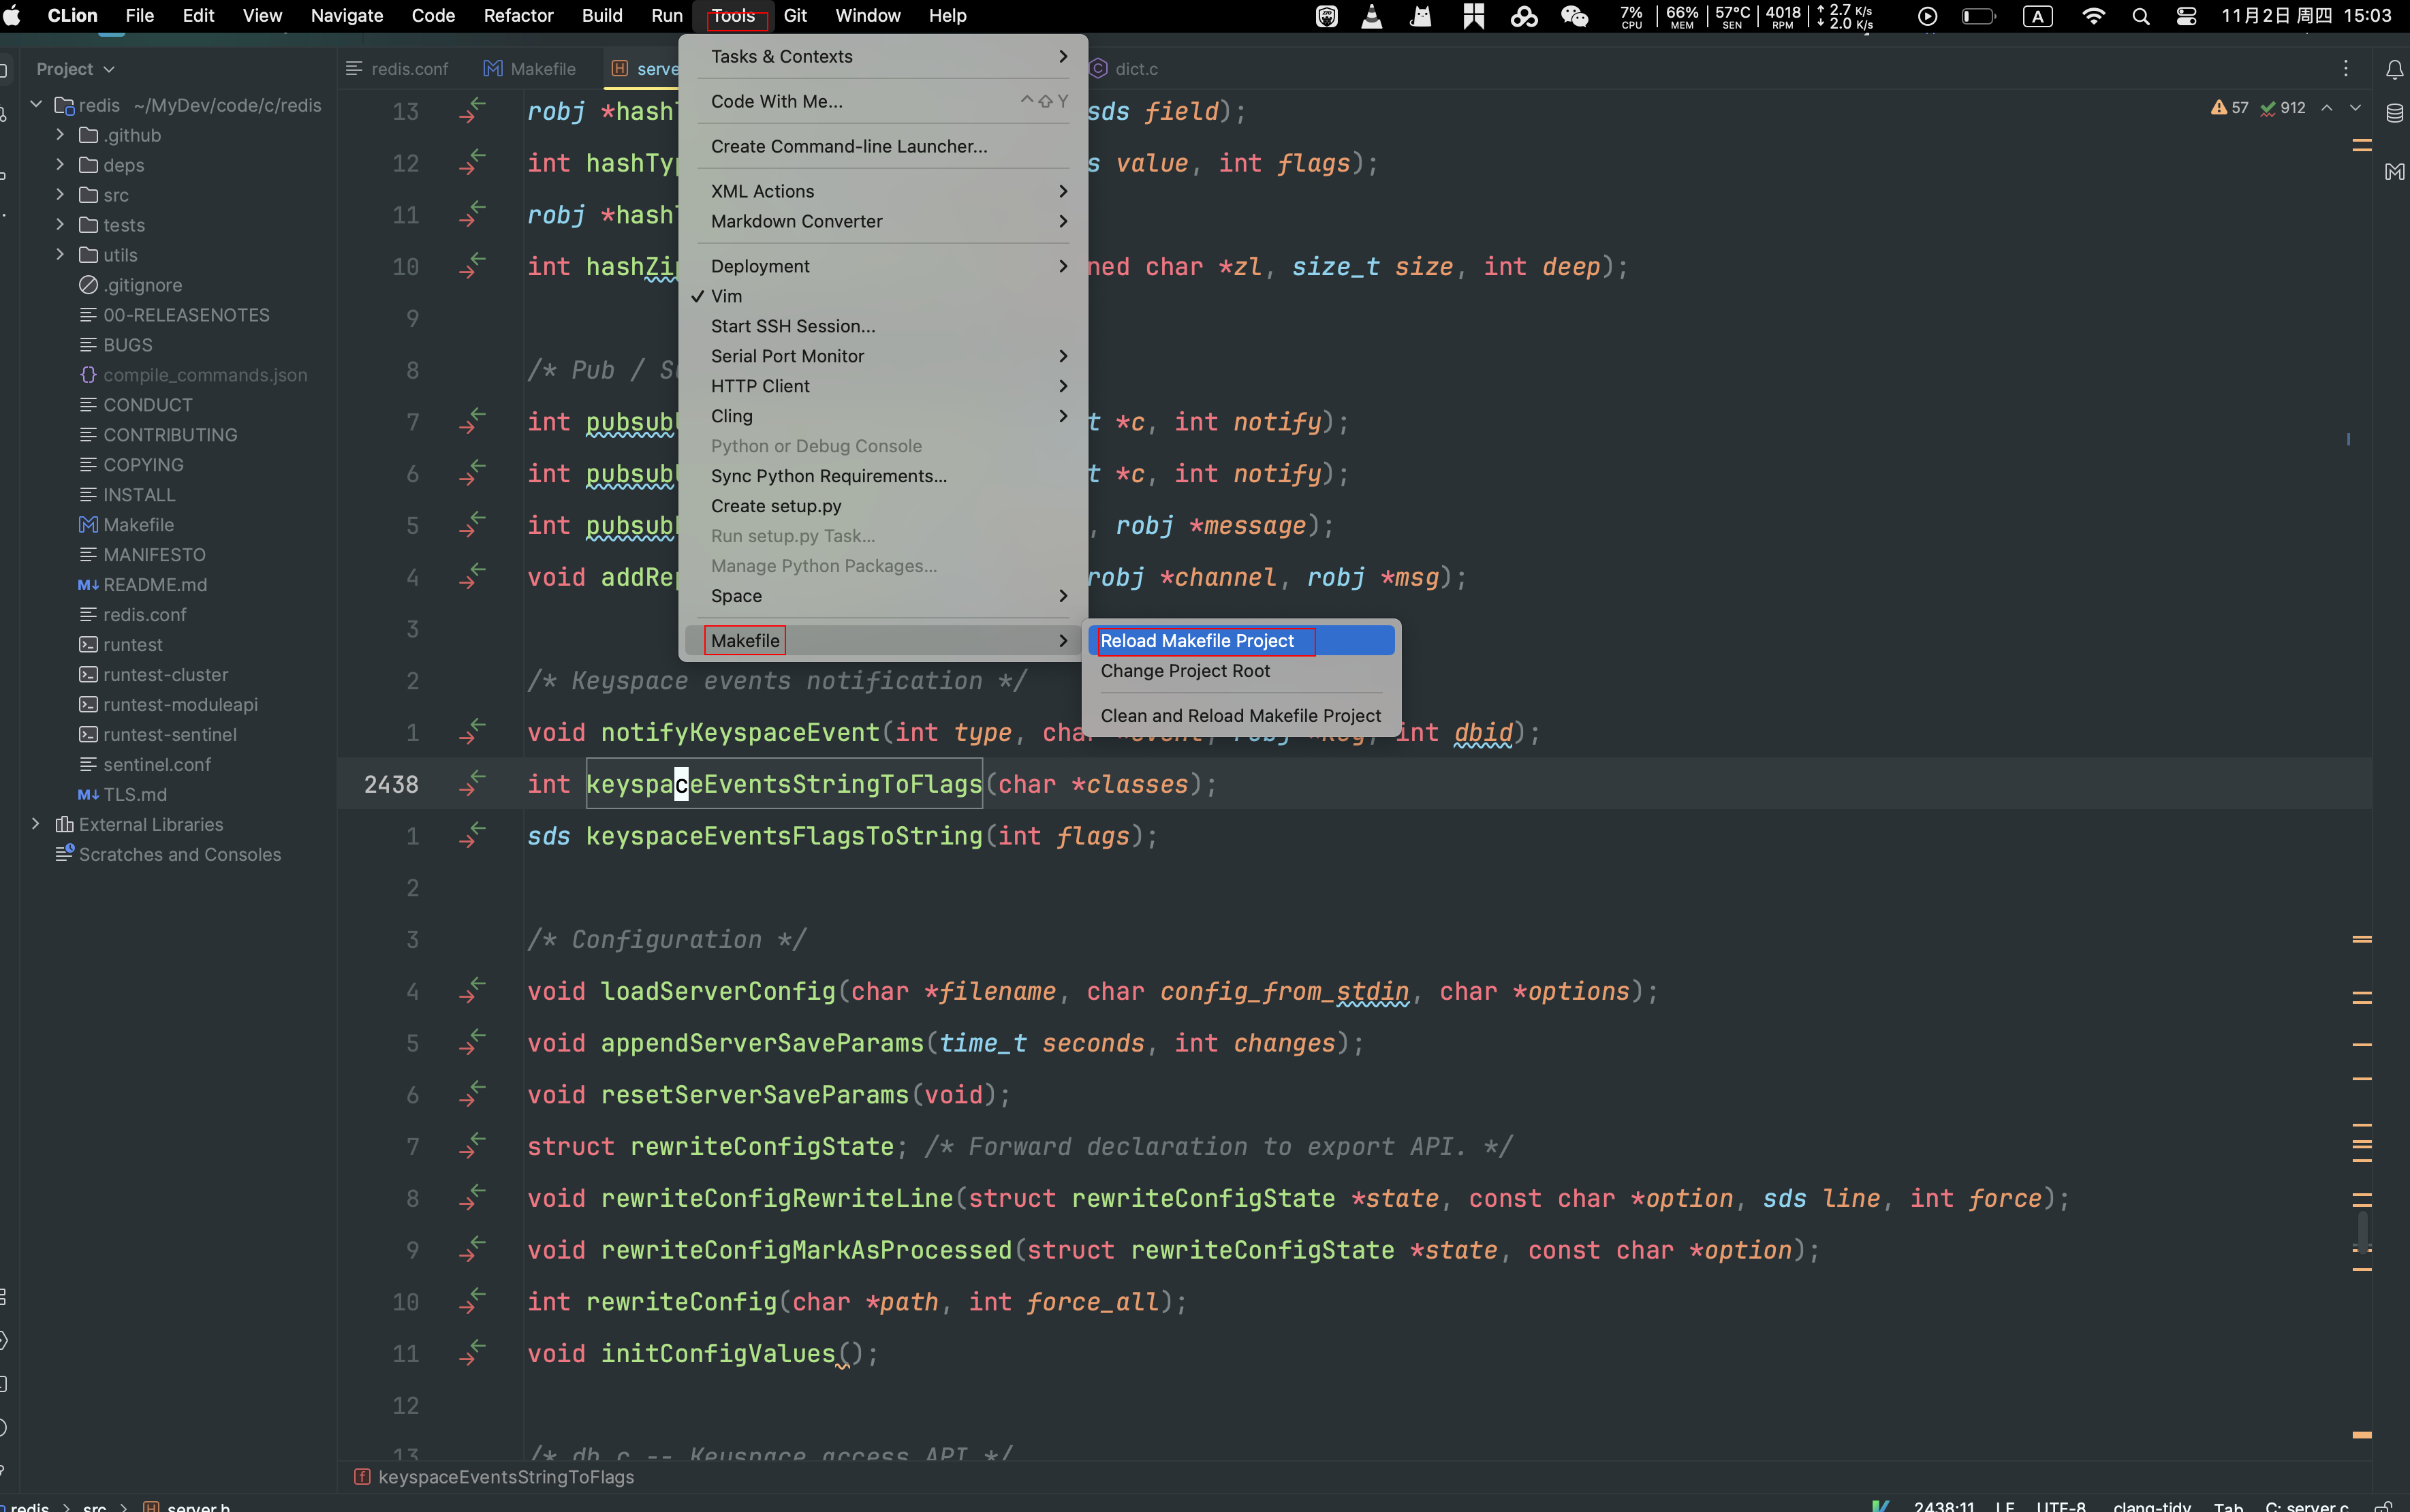 CLion File Edit View Navigate Code Refactor Build Run Tools Git Window Help 7% CPU 66% MEM 57°C SEN 4018 RPM ↑ 2.7 K/s ↓ 2.0 K/s A 11月2日 周四 15:03
Project
redis ~/MyDev/code/c/redis
.github
deps
src
tests
utils
.gitignore
00-RELEASENOTES
BUGS
compile_commands.json
CONDUCT
CONTRIBUTING
COPYING
INSTALL
Makefile
MANIFESTO
README.md
redis.conf
runtest
runtest-cluster
runtest-moduleapi
runtest-sentinel
sentinel.conf
TLS.md
External Libraries
Scratches and Consoles
redis.conf Makefile serve dict.c
57 912
Tasks & Contexts
Code With Me... ^⇧Y
Create Command-line Launcher...
XML Actions
Markdown Converter
Deployment
✓ Vim
Start SSH Session...
Serial Port Monitor
HTTP Client
Cling
Python or Debug Console
Sync Python Requirements...
Create setup.py
Run setup.py Task...
Manage Python Packages...
Space
Makefile
Reload Makefile Project
Change Project Root
Clean and Reload Makefile Project
13 robj *hash sds field);
12 int hashTy s value, int flags);
11 robj *hash
10 int hashZi ned char *zl, size_t size, int deep);
9
8 /* Pub / S
7 int pubsub t *c, int notify);
6 int pubsub t *c, int notify);
5 int pubsub , robj *message);
4 void addRe robj *channel, robj *msg);
3
2 /* Keyspace events notification */
1 void notifyKeyspaceEvent(int type, char *event, robj *key, int dbid);
2438 int keyspaceEventsStringToFlags(char *classes);
1 sds keyspaceEventsFlagsToString(int flags);
2
3 /* Configuration */
4 void loadServerConfig(char *filename, char config_from_stdin, char *options);
5 void appendServerSaveParams(time_t seconds, int changes);
6 void resetServerSaveParams(void);
7 struct rewriteConfigState; /* Forward declaration to export API. */
8 void rewriteConfigRewriteLine(struct rewriteConfigState *state, const char *option, sds line, int force);
9 void rewriteConfigMarkAsProcessed(struct rewriteConfigState *state, const char *option);
10 int rewriteConfig(char *path, int force_all);
11 void initConfigValues();
12
13 /* db.c -- Keyspace access API */
keyspaceEventsStringToFlags
redis > src > server.h 2438:11 LF UTF-8 clang-tidy Tab C: server.c